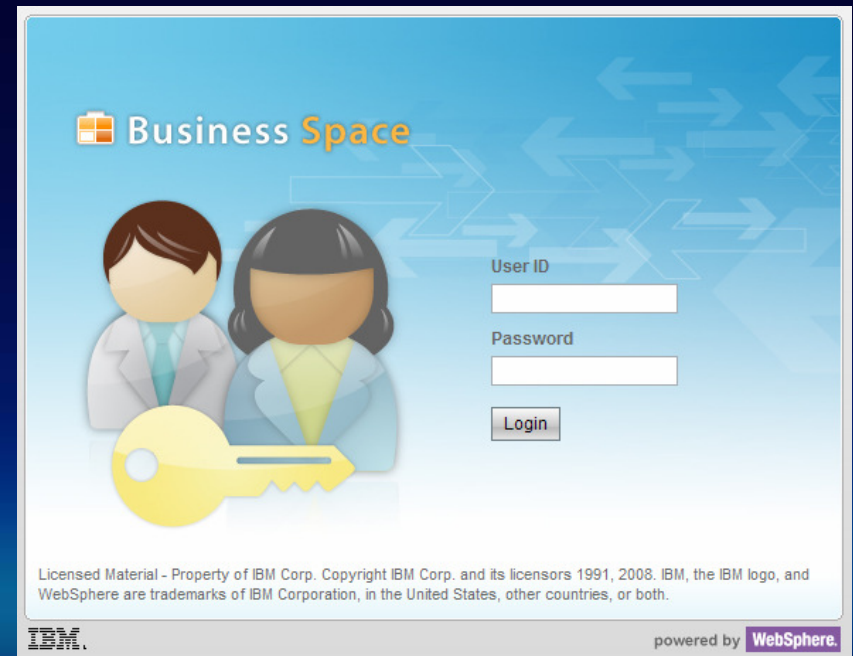 Business Space
User ID
Password
Login
Licensed Material - Property of IBM Corp. Copyright IBM Corp. and its licensors 1991, 2008. IBM, the IBM logo, and
WebSphere are trademarks of IBM Corporation, in the United States, other countries, or both.
IBM.
powered by WebSphere.